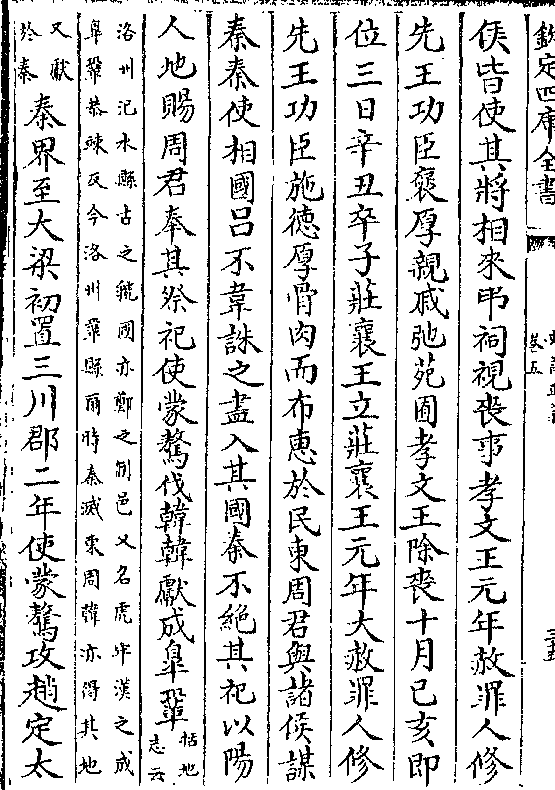 欽定四庫全書
卷五
侯皆使其將相來弔祠視喪事孝文王元年赦罪人修
先王功臣褒厚親戚弛苑囿孝文王除喪十月己亥即
位三日辛丑卒子莊襄王立莊襄王元年大赦罪人修
先王功臣施德厚骨肉而布惠於民東周君與諸侯謀
秦秦使相國呂不韋誅之盡入其國秦不絕其祀以陽
人地賜周君奉其祭祀使蒙驁伐韓韓獻成臯鞏
括地
志云
洛州汜水縣古之虢國亦鄭之制邑又名虎牢漢之成
臯鞏恭竦反今洛州鞏縣爾時秦滅東周韓亦得其地
又獻
於秦
秦界至大梁初置三川郡二年使蒙驁攻趙定太